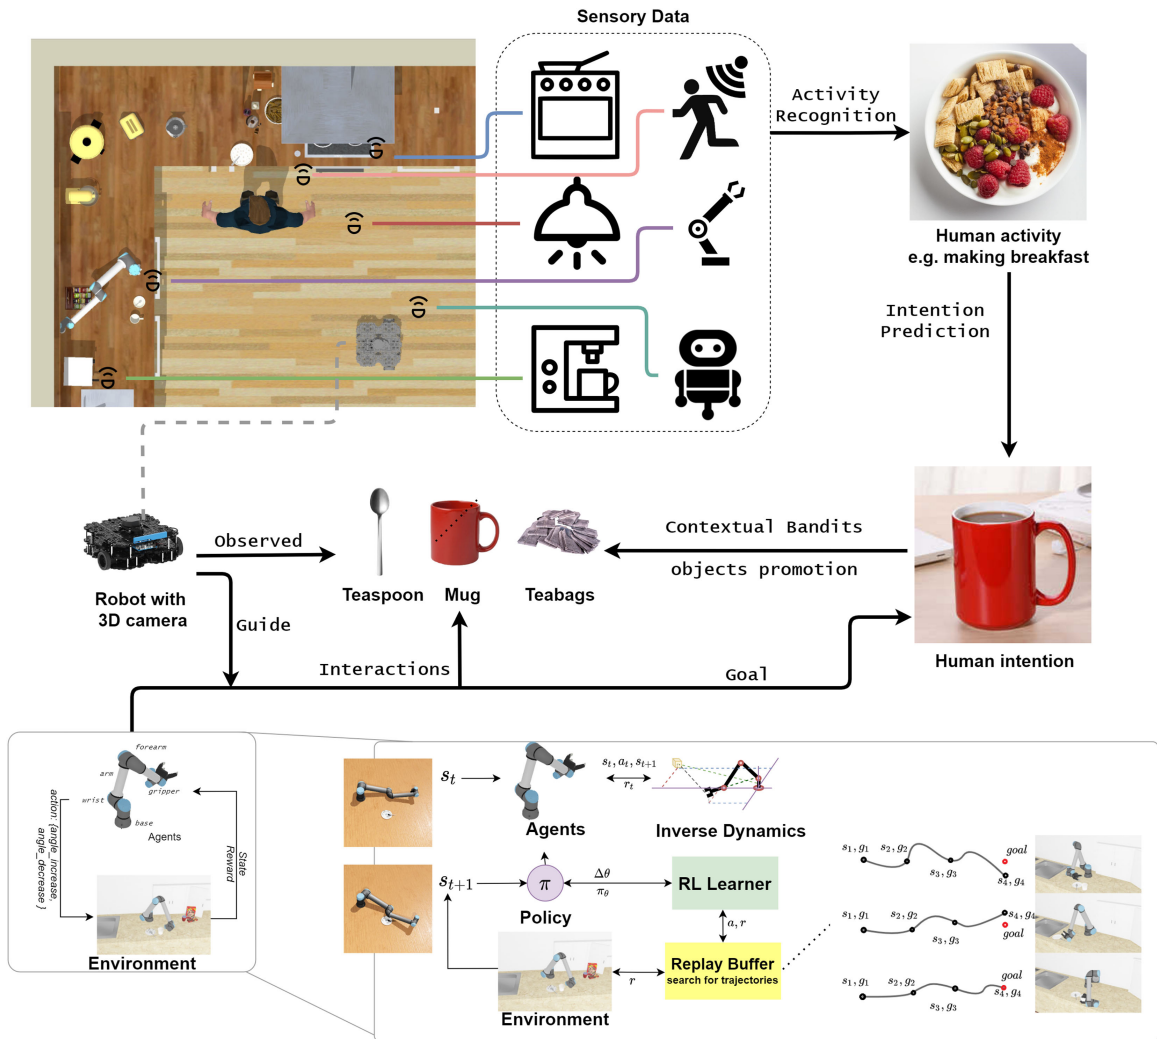 Sensory Data
Activity
Recognition
Human activity
e.g. making breakfast
Intention
Prediction
Observed
Teaspoon
Mug
Teabags
Contextual Bandits
objects promotion
Robot with
3D camera
Guide
Interactions
Goal
Human intention
forearm
arm
gripper
wrist
base
Agents
action: {angle_increase,
angle_decrease }
State
Reward
Environment
s_t
Agents
s_t, a_t, s_{t+1}
r_t
Inverse Dynamics
s_{t+1}
π
Policy
Δθ
π_θ
RL Learner
a, r
Replay Buffer
search for trajectories
r
Environment
s_1, g_1
s_2, g_2
s_3, g_3
goal
s_4, g_4
s_1, g_1
s_2, g_2
s_3, g_3
s_4, g_4
goal
s_1, g_1
s_2, g_2
s_3, g_3
goal
s_4, g_4